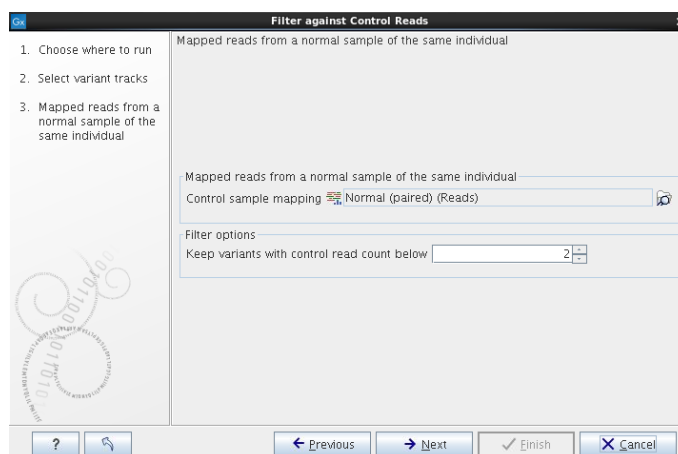 Gx
Filter against Control Reads
1. Choose where to run
2. Select variant tracks
3. Mapped reads from a
normal sample of the
same individual
Mapped reads from a normal sample of the same individual
Mapped reads from a normal sample of the same individual
Control sample mapping Normal (paired) (Reads)
Filter options
Keep variants with control read count below 2
? Previous Next Finish Cancel